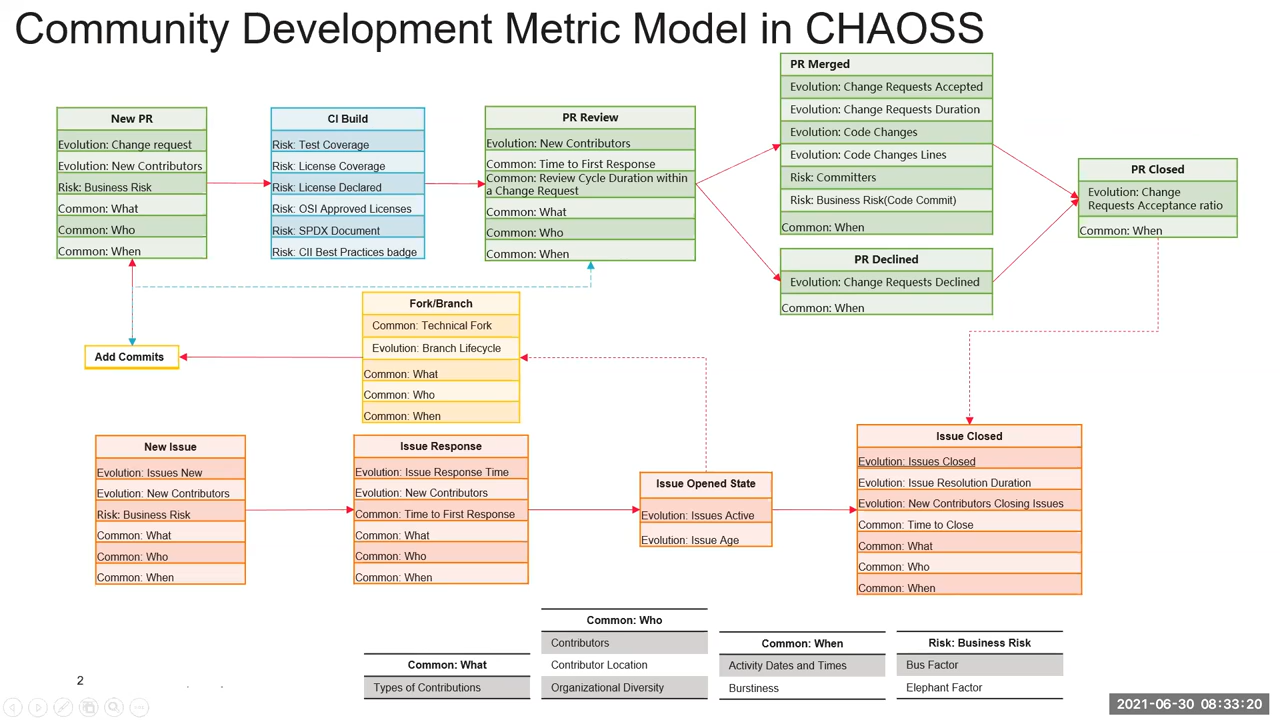 Community Development Metric Model in CHAOSS
New PR
Evolution: Change request
Evolution: New Contributors
Risk: Business Risk
Common: What
Common: Who
Common: When
CI Build
Risk: Test Coverage
Risk: License Coverage
Risk: License Declared
Risk: OSI Approved Licenses
Risk: SPDX Document
Risk: CII Best Practices badge
PR Review
Evolution: New Contributors
Common: Time to First Response
Common: Review Cycle Duration within
a Change Request
Common: What
Common: Who
Common: When
PR Merged
Evolution: Change Requests Accepted
Evolution: Change Requests Duration
Evolution: Code Changes
Evolution: Code Changes Lines
Risk: Committers
Risk: Business Risk(Code Commit)
Common: When
PR Declined
Evolution: Change Requests Declined
Common: When
PR Closed
Evolution: Change
Requests Acceptance ratio
Common: When
Add Commits
Fork/Branch
Common: Technical Fork
Evolution: Branch Lifecycle
Common: What
Common: Who
Common: When
New Issue
Evolution: Issues New
Evolution: New Contributors
Risk: Business Risk
Common: What
Common: Who
Common: When
Issue Response
Evolution: Issue Response Time
Evolution: New Contributors
Common: Time to First Response
Common: What
Common: Who
Common: When
Issue Opened State
Evolution: Issues Active
Evolution: Issue Age
Issue Closed
Evolution: Issues Closed
Evolution: Issue Resolution Duration
Evolution: New Contributors Closing Issues
Common: Time to Close
Common: What
Common: Who
Common: When
Common: What
Types of Contributions
Common: Who
Contributors
Contributor Location
Organizational Diversity
Common: When
Activity Dates and Times
Burstiness
Risk: Business Risk
Bus Factor
Elephant Factor
2
2021-06-30 08:33:20